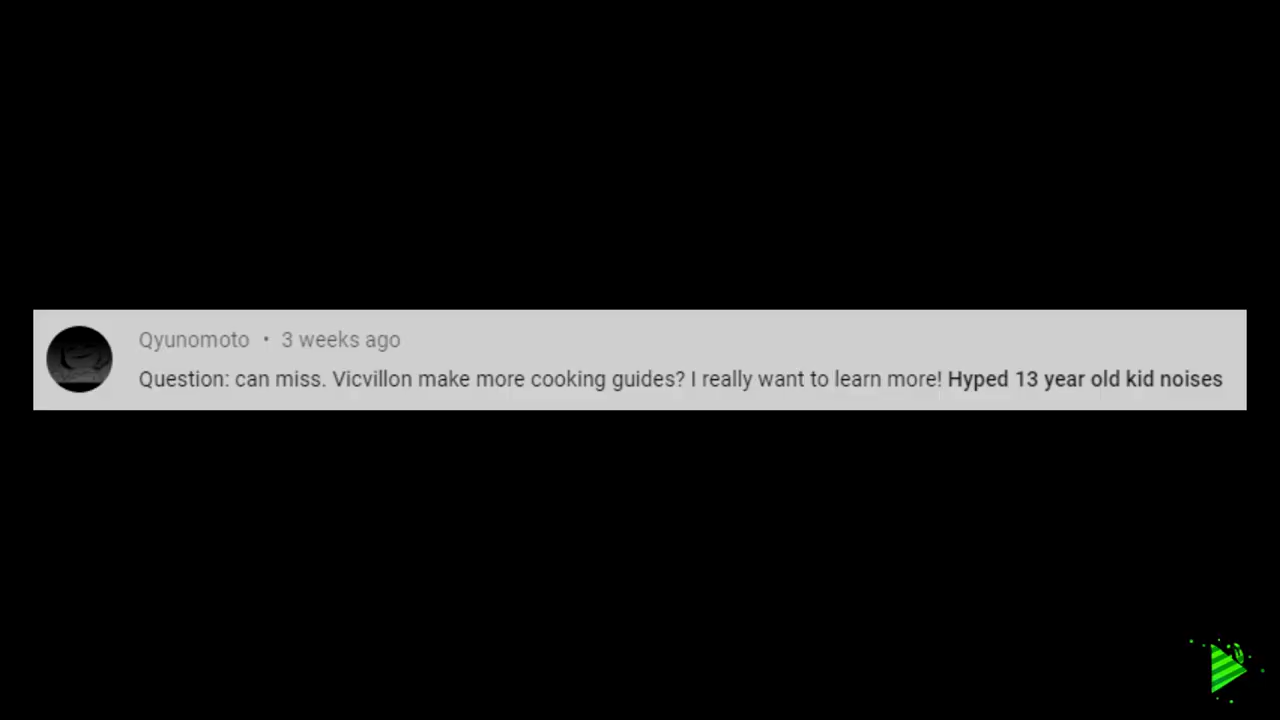 Qyunomoto • 3 weeks ago
Question: can miss. Vicvillon make more cooking guides? I really want to learn more! Hyped 13 year old kid noises